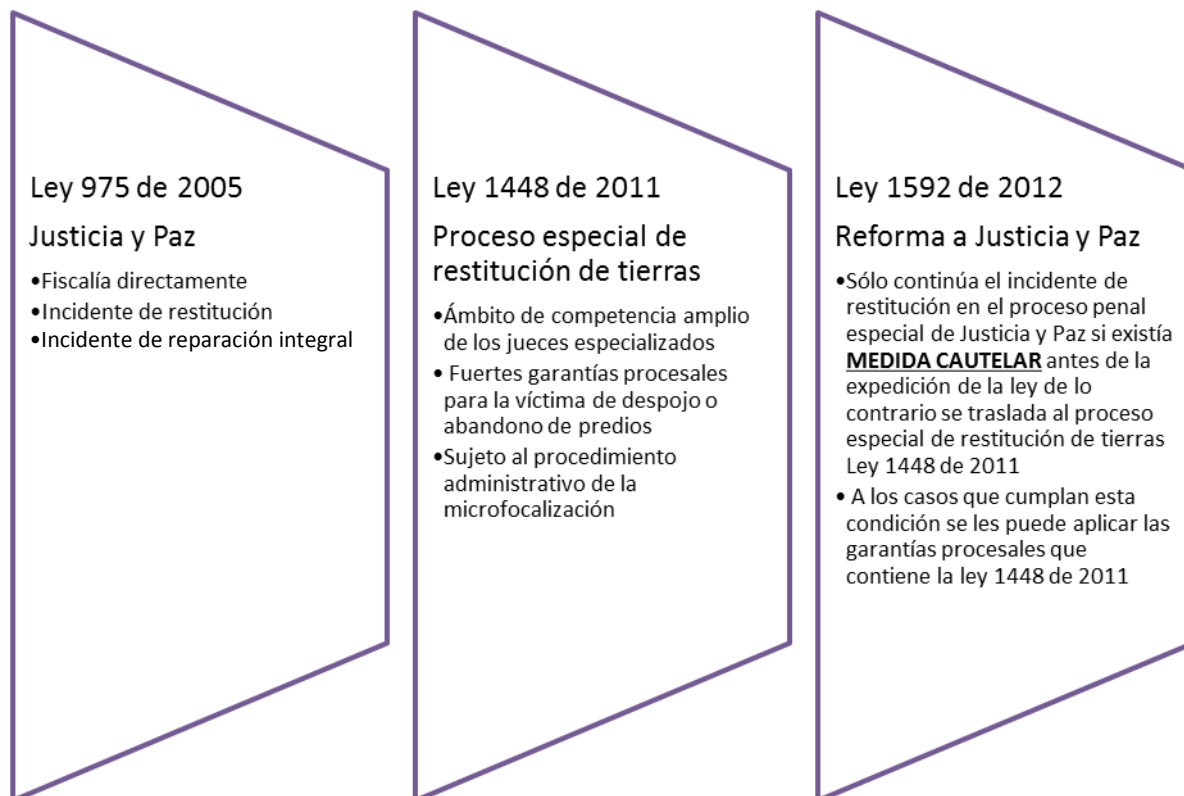 Ley 975 de 2005
Justicia y Paz
•Fiscalía directamente
•Incidente de restitución
•Incidente de reparación integral
Ley 1448 de 2011
Proceso especial de
restitución de tierras
•Ámbito de competencia amplio
de los jueces especializados
• Fuertes garantías procesales
para la víctima de despojo o
abandono de predios
•Sujeto al procedimiento
administrativo de la
microfocalización
Ley 1592 de 2012
Reforma a Justicia y Paz
•Sólo continúa el incidente de
restitución en el proceso penal
especial de Justicia y Paz si existía
MEDIDA CAUTELAR antes de la
expedición de la ley de lo
contrario se traslada al proceso
especial de restitución de tierras
Ley 1448 de 2011
• A los casos que cumplan esta
condición se les puede aplicar las
garantías procesales que
contiene la ley 1448 de 2011